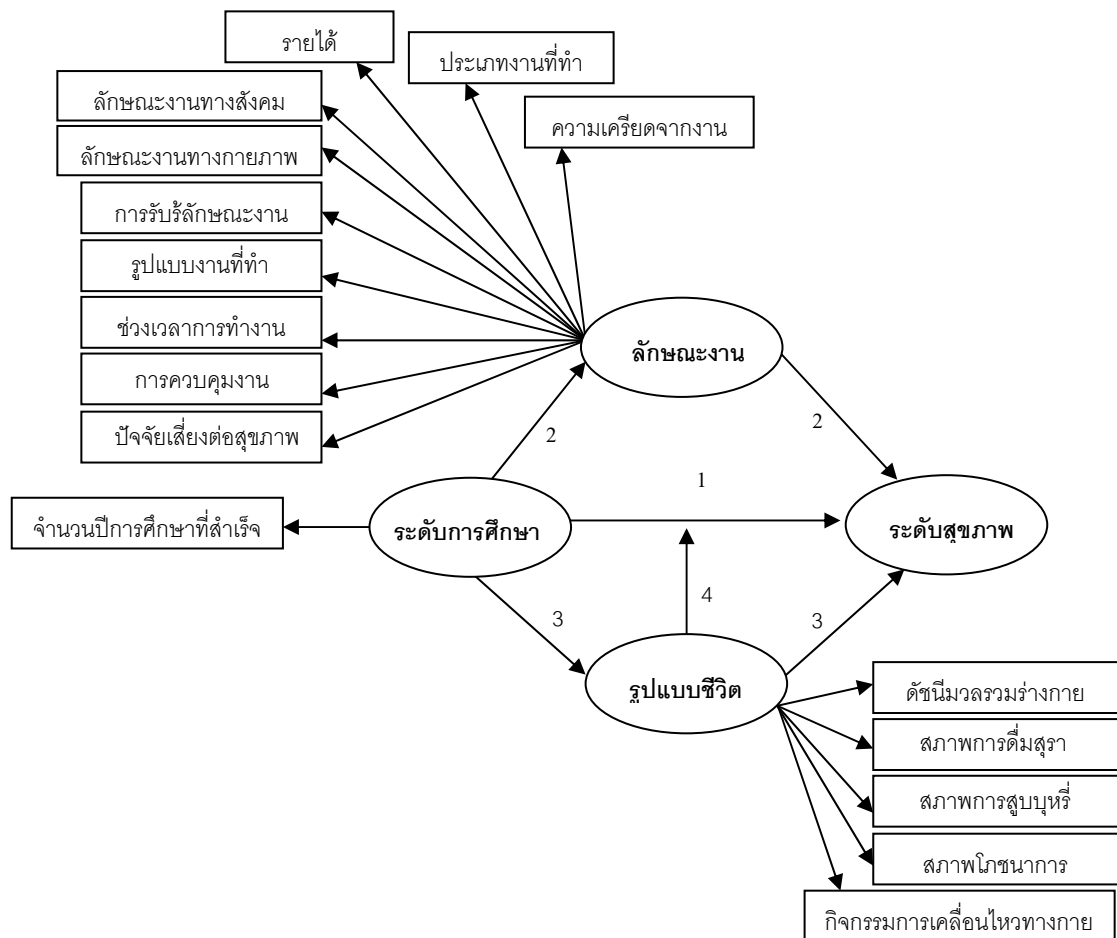 รายได้
ประเภทงานที่ทำ
ลักษณะงานทางสังคม
ความเครียดจากงาน
ลักษณะงานทางกายภาพ
การรับร้ลักษณะงาน
รูปแบบงานที่ทำ
ช่วงเวลาการทำงาน
ลักษณะงาน
การควบคุมงาน
ปัจจัยเสี่ยงต่อสุขภาพ
2
2
1
จำนวนปีการศึกษาที่สำเร็จ
ระดับการศึกษา
ระดับสุขภาพ
4
3
3
รูปแบบชีวิต
ดัชนีมวลรวมร่างกาย
สภาพการดื่มสุรา
สภาพการสูบบุหรี่
สภาพโภชนาการ
กิจกรรมการเคลื่อนไหวทางกาย